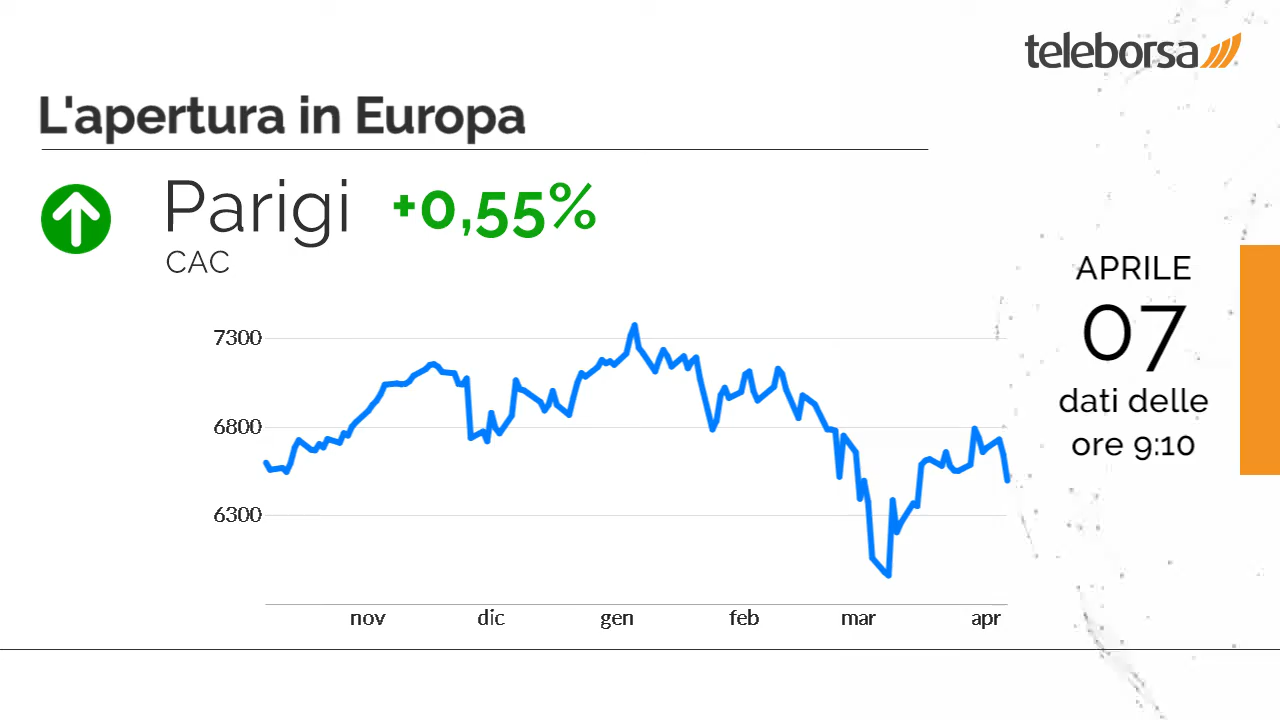 teleborsa
L'apertura in Europa
Parigi +0,55%
CAC
APRILE
07
dati delle
ore 9:10
7300
6800
6300
nov dic gen feb mar apr